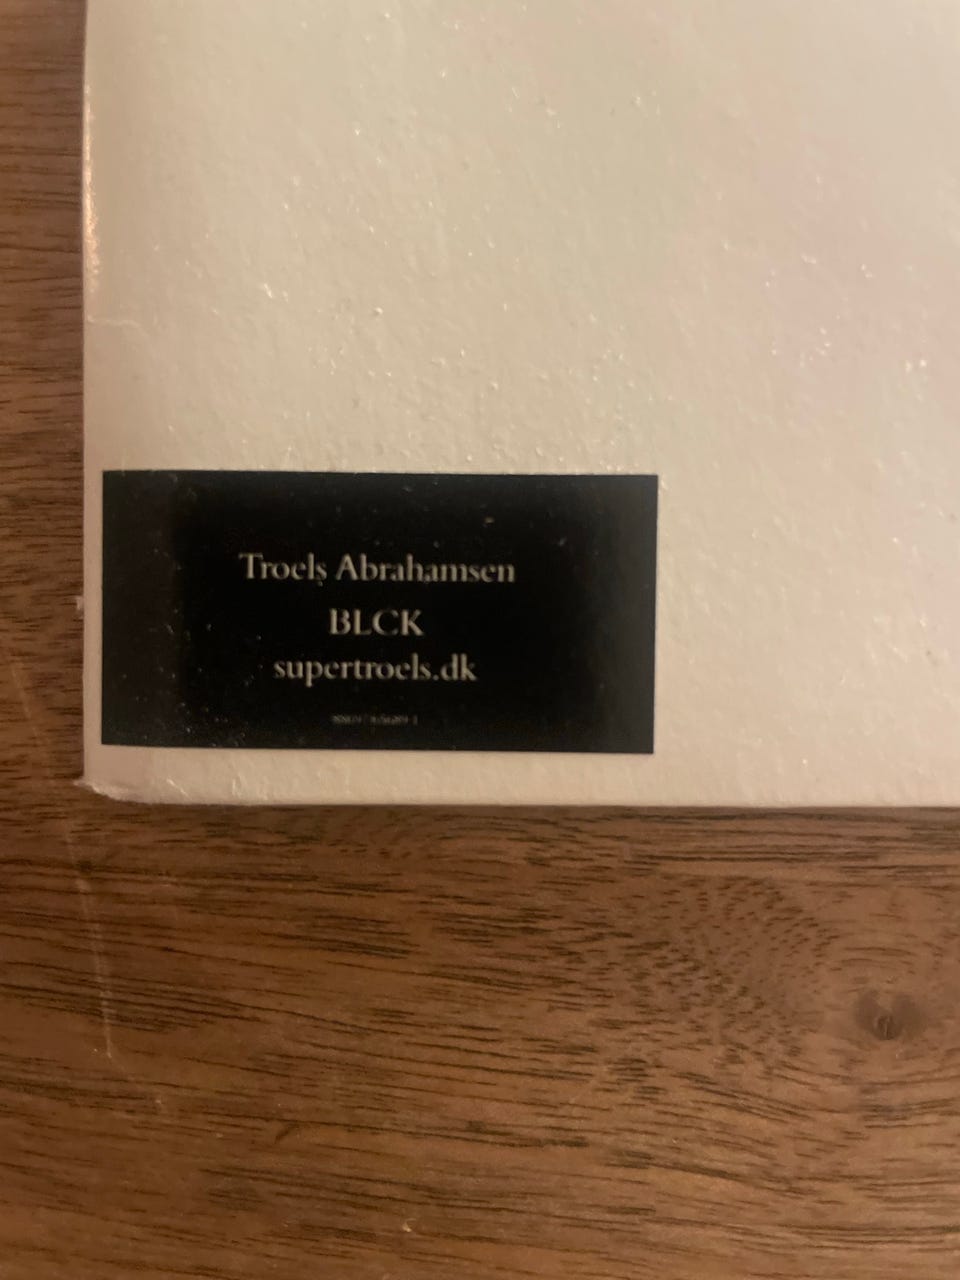 Troels Abrahamsen
BLCK
supertroels.dk